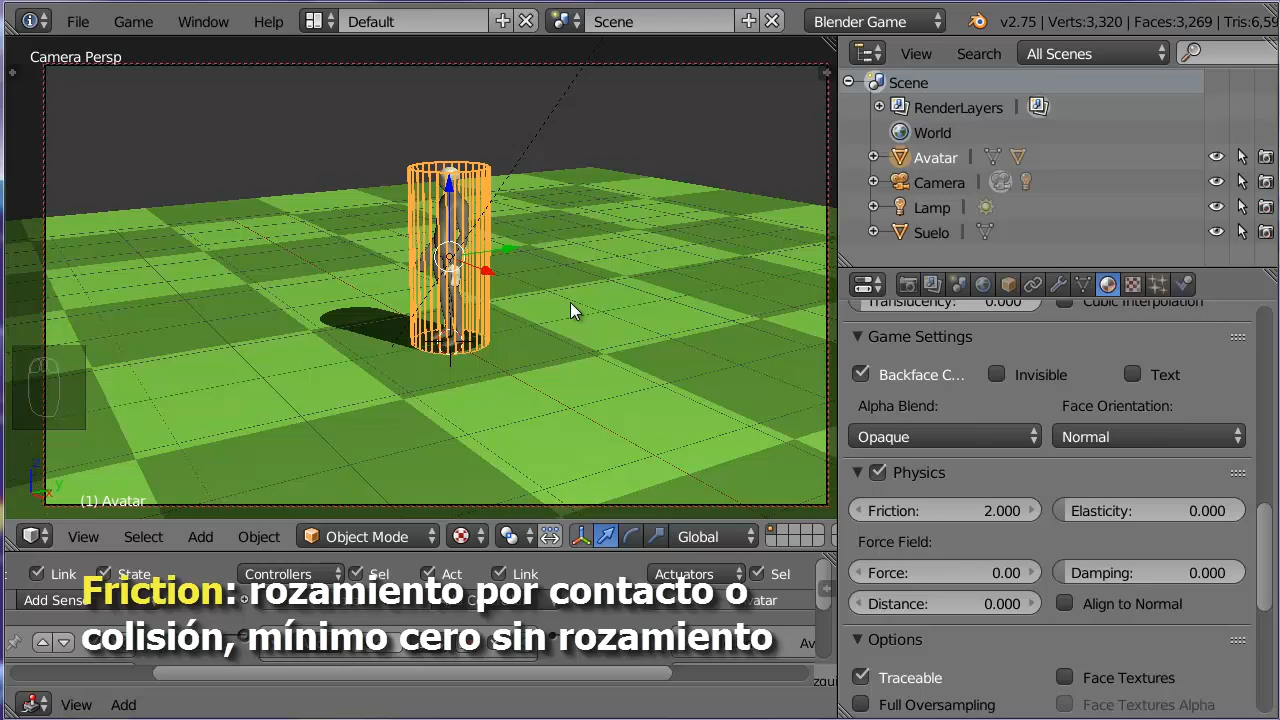 File Game Window Help Default Scene Blender Game v2.75 | Verts:3,320 | Faces:3,269 | Tris:6,59
Camera Persp
View Search All Scenes
Scene
RenderLayers
World
Avatar
Camera
Lamp
Suelo
Translucency: 0.000 Cubic Interpolation
Game Settings
Backface C... Invisible Text
Alpha Blend: Face Orientation:
Opaque Normal
Physics
Friction: 2.000 Elasticity: 0.000
Force Field:
Force: 0.00 Damping: 0.000
Distance: 0.000 Align to Normal
Options
Traceable Face Textures
Full Oversampling Face Textures Alpha
(1) Avatar
View Select Add Object Object Mode Global
Link State Controllers Sel Act Link Actuators Sel
Add Sens
Friction: rozamiento por contacto o
colisión, mínimo cero sin rozamiento
View Add